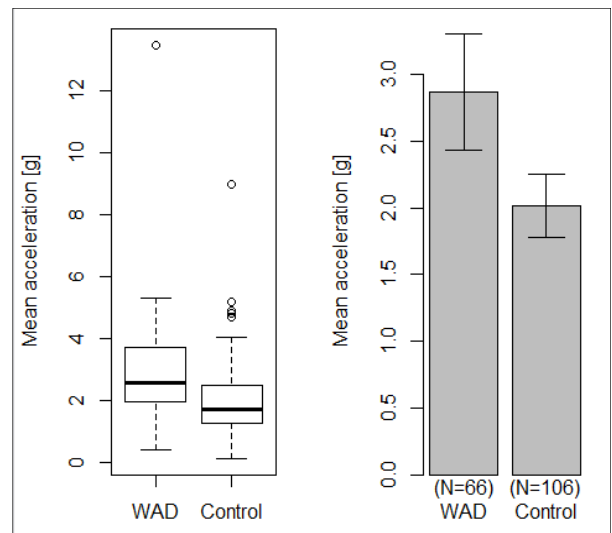 Mean acceleration [g]
12
10
8
6
4
2
0
WAD Control
Mean acceleration [g]
3.0
2.5
2.0
1.5
1.0
0.5
0.0
(N=66) (N=106)
WAD Control